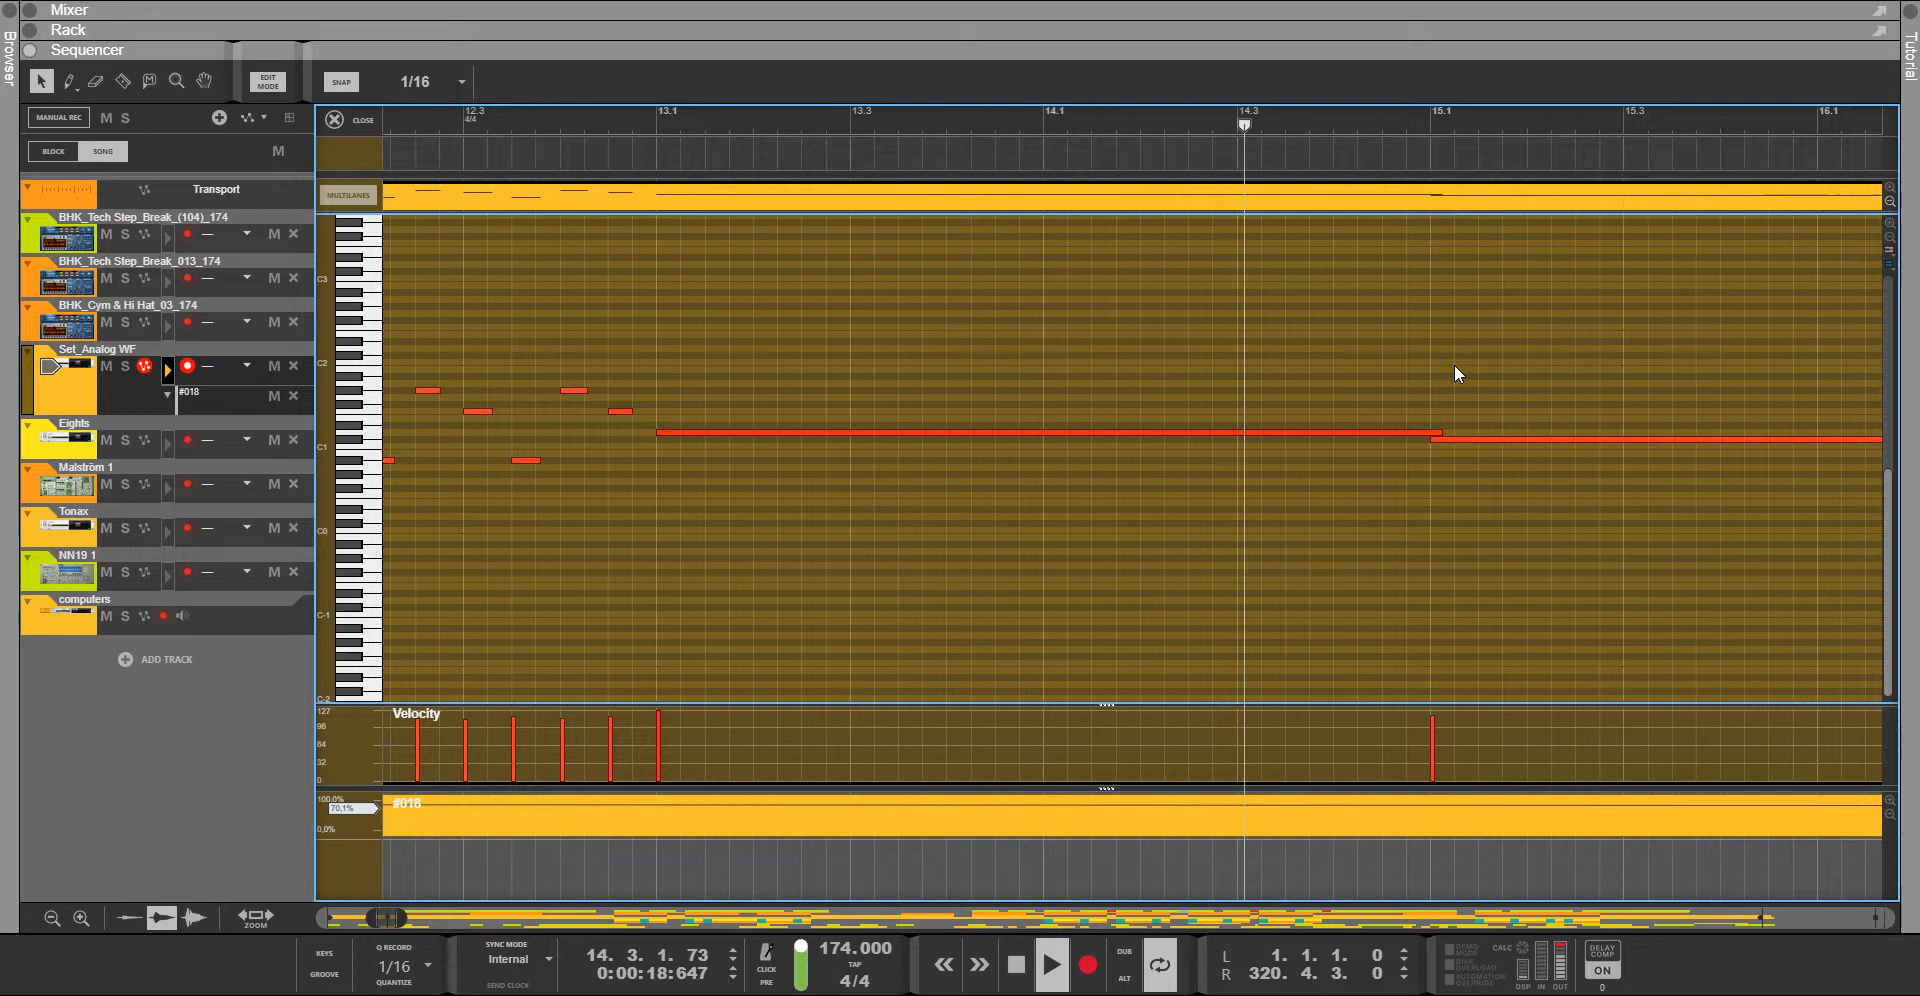 Mixer
Rack
Sequencer
Browser
Tutorial
EDIT MODE
SNAP
1/16
MANUAL REC
M S
BLOCK
SONG
M
CLOSE
12.3
4/4
13.1
13.3
14.1
14.3
15.1
15.3
16.1
MULTILANES
Transport
BHK_Tech Step_Break_(104)_174
M S M
BHK_Tech Step_Break_013_174
M S M
BHK_Cym & Hi Hat_03_174
M S M
Set_Analog WF
M S M
#018
M
Eights
M S M
Malström 1
M S M
Tonax
M S M
NN19 1
M S M
computers
M S
ADD TRACK
C3
C2
C1
C0
C-1
C-2
Velocity
127
96
64
32
0
#018
100.0%
70,1%
0,0%
ZOOM
KEYS
GROOVE
Q RECORD
1/16
QUANTIZE
SYNC MODE
Internal
SEND CLOCK
14. 3. 1. 73
0:00:18:647
CLICK
PRE
174.000
TAP
4/4
DUB
ALT
L 1. 1. 1. 0
R 320. 4. 3. 0
DEMO MODE
DISK OVERLOAD
AUTOMATION OVERRIDE
CALC
DSP IN OUT
DELAY COMP
ON
0